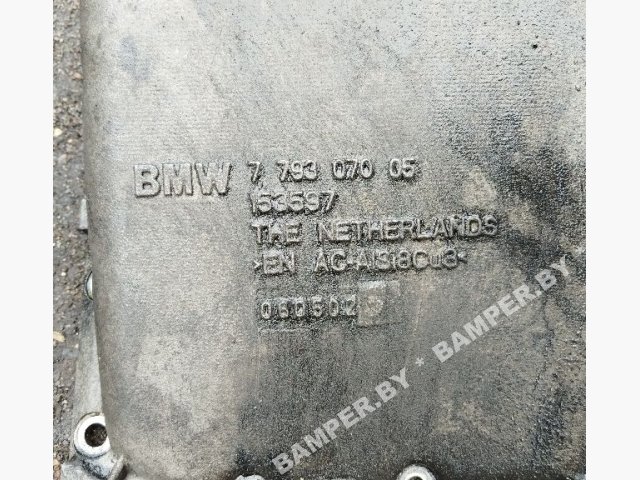 BMW 7 793 070 05
153597
THE NETHERLANDS
>EN AC-AlSi8Cu3<
060502
BAMPER.BY * BAMPER.BY